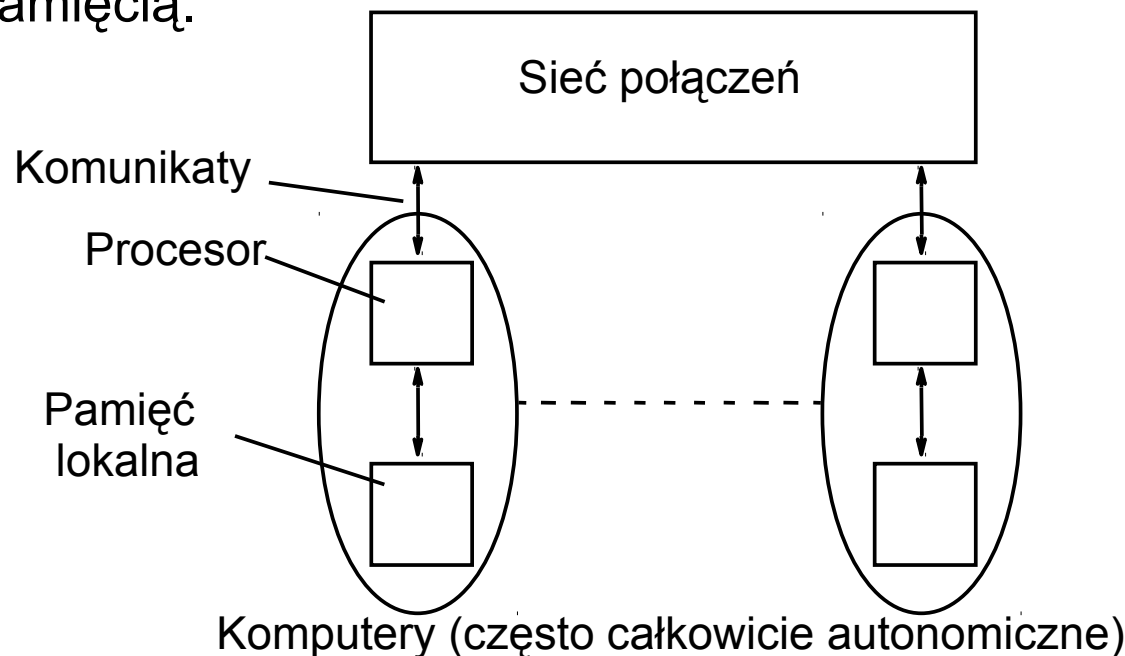 amięcią.
Sieć połączeń
Komunikaty
Procesor
Pamięć
lokalna
Komputery (często całkowicie autonomiczne)